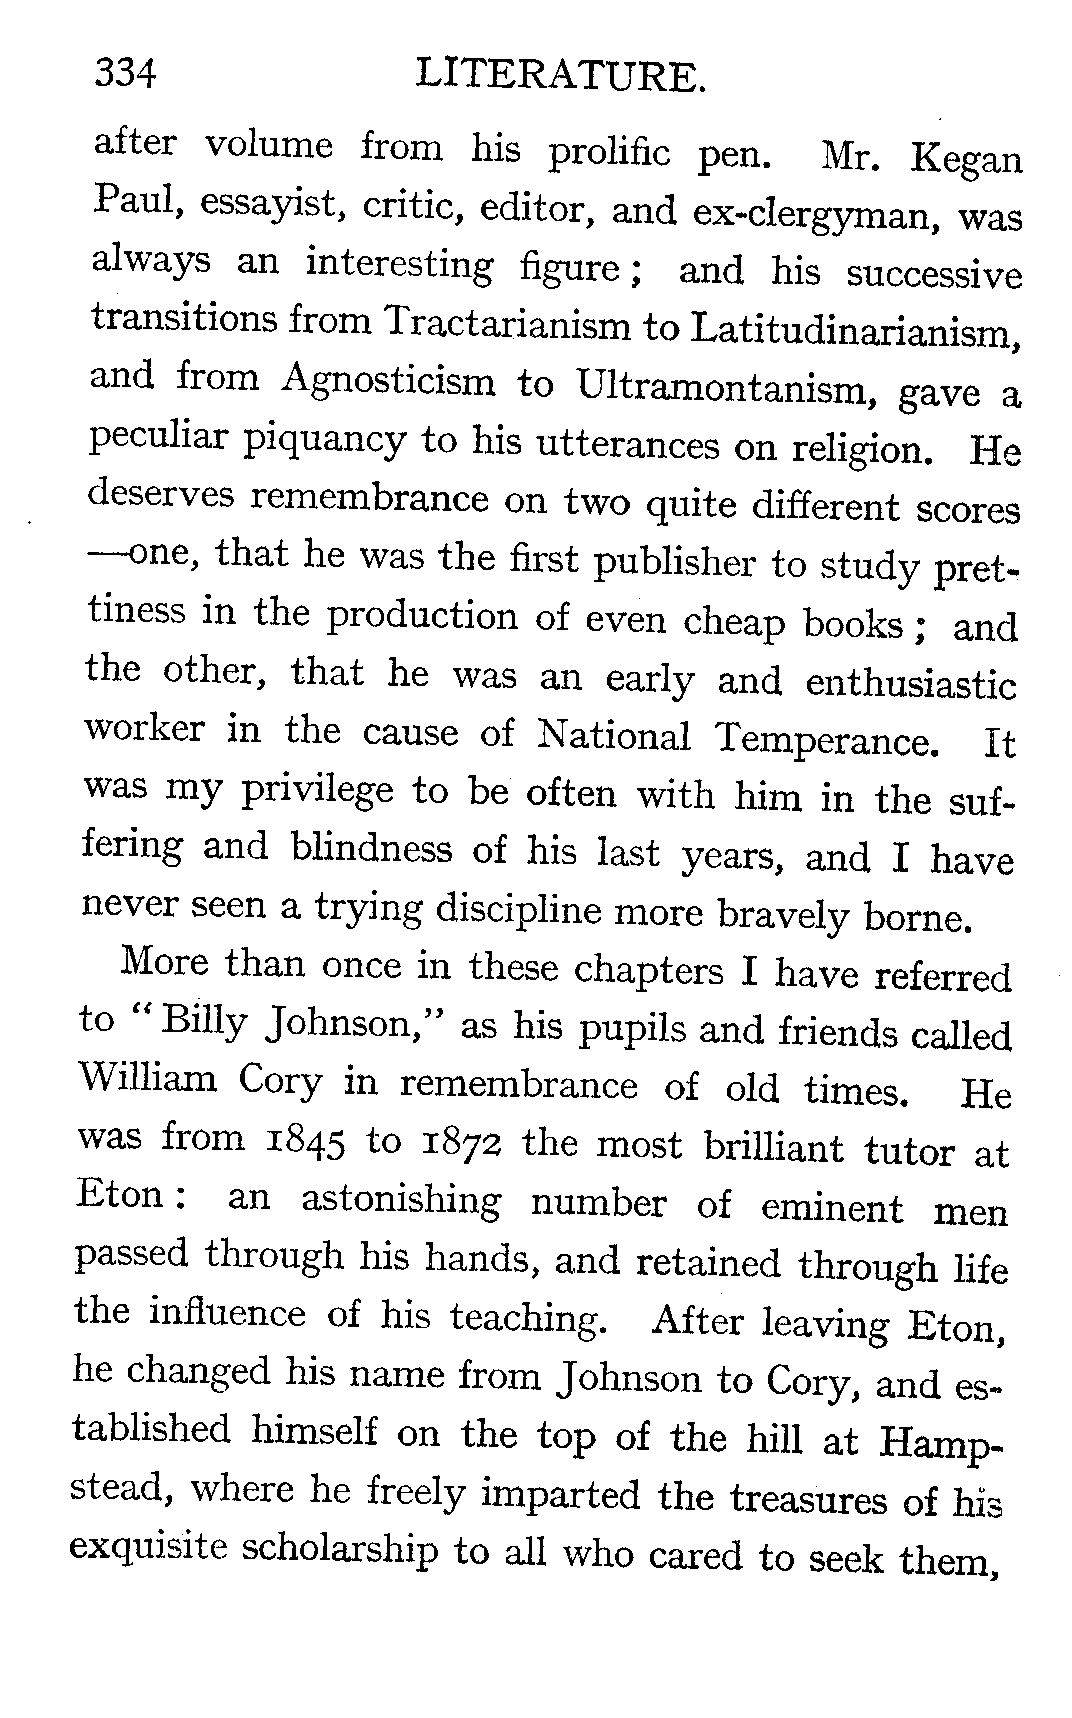 334 LITERATURE.
after volume from his prolific pen. Mr. Kegan
Paul, essayist, critic, editor, and ex-clergyman, was
always an interesting figure ; and his successive
transitions from Tractarianism to Latitudinarianism,
and from Agnosticism to Ultramontanism, gave a
peculiar piquancy to his utterances on religion. He
deserves remembrance on two quite different scores
—one, that he was the first publisher to study pret-
tiness in the production of even cheap books ; and
the other, that he was an early and enthusiastic
worker in the cause of National Temperance. It
was my privilege to be often with him in the suf-
fering and blindness of his last years, and I have
never seen a trying discipline more bravely borne.
More than once in these chapters I have referred
to “ Billy Johnson,” as his pupils and friends called
William Cory in remembrance of old times. He
was from 1845 to 1872 the most brilliant tutor at
Eton : an astonishing number of eminent men
passed through his hands, and retained through life
the influence of his teaching. After leaving Eton,
he changed his name from Johnson to Cory, and es-
tablished himself on the top of the hill at Hamp-
stead, where he freely imparted the treasures of his
exquisite scholarship to all who cared to seek them,